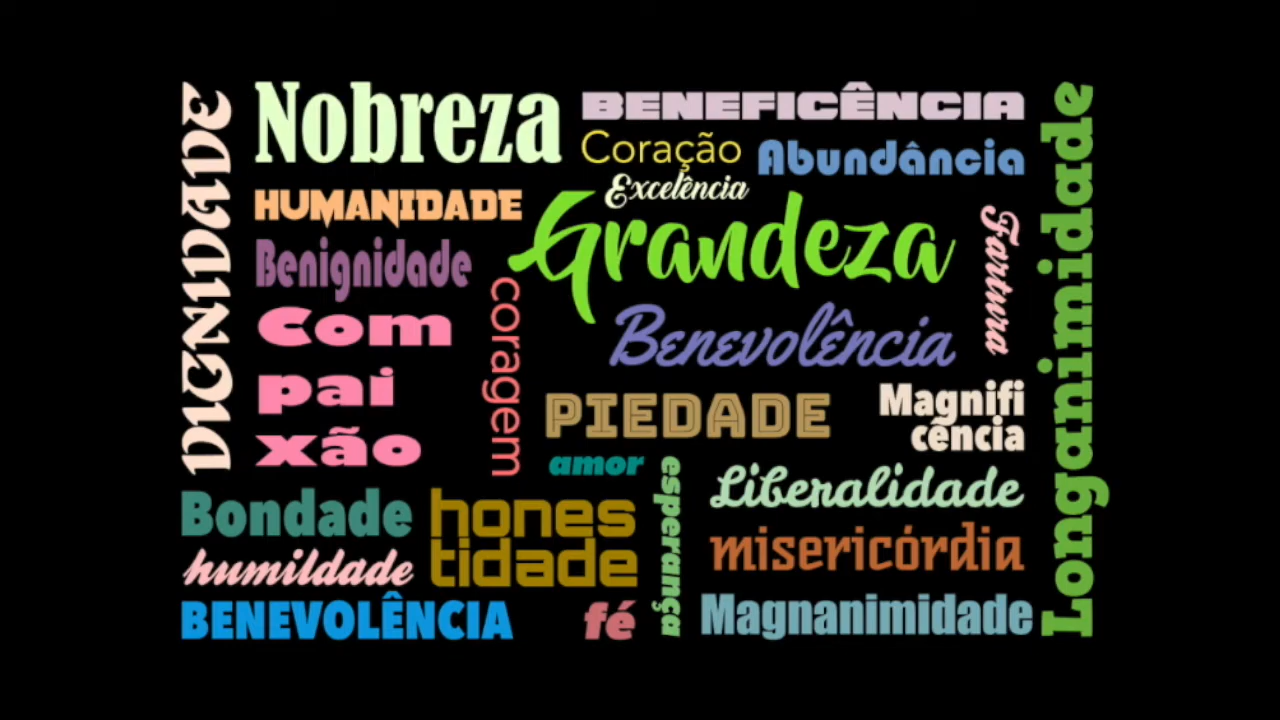 DIGNIDADE
Nobreza
BENEFICÊNCIA
Coração
Abundância
Excelência
HUMANIDADE
Grandeza
Fartura
Longanimidade
Benignidade
coragem
Benevolência
Com
pai
xão
PIEDADE
Magnifi
cência
amor
esperança
Liberalidade
Bondade
hones
tidade
misericórdia
humildade
BENEVOLÊNCIA
fé
Magnanimidade